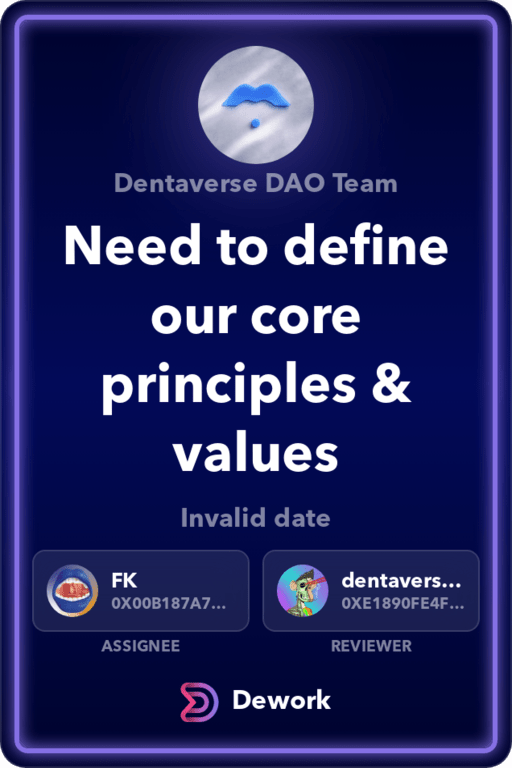 Dentaverse DAO Team
Need to define
our core
principles &
values
Invalid date
FK
0X00B187A7...
dentavers...
0XE1890FE4F...
ASSIGNEE
REVIEWER
Dework